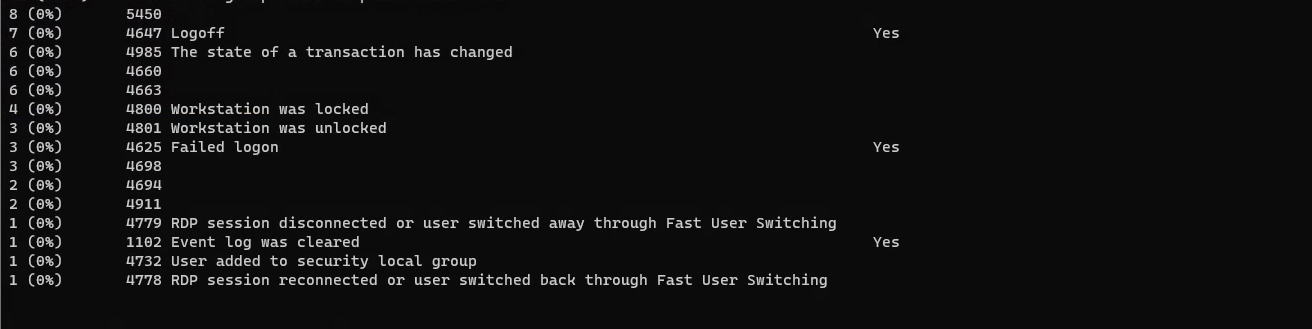 8 (0%) 5450
7 (0%) 4647 Logoff Yes
6 (0%) 4985 The state of a transaction has changed
6 (0%) 4660
6 (0%) 4663
4 (0%) 4800 Workstation was locked
3 (0%) 4801 Workstation was unlocked
3 (0%) 4625 Failed logon Yes
3 (0%) 4698
2 (0%) 4694
2 (0%) 4911
1 (0%) 4779 RDP session disconnected or user switched away through Fast User Switching
1 (0%) 1102 Event log was cleared Yes
1 (0%) 4732 User added to security local group
1 (0%) 4778 RDP session reconnected or user switched back through Fast User Switching